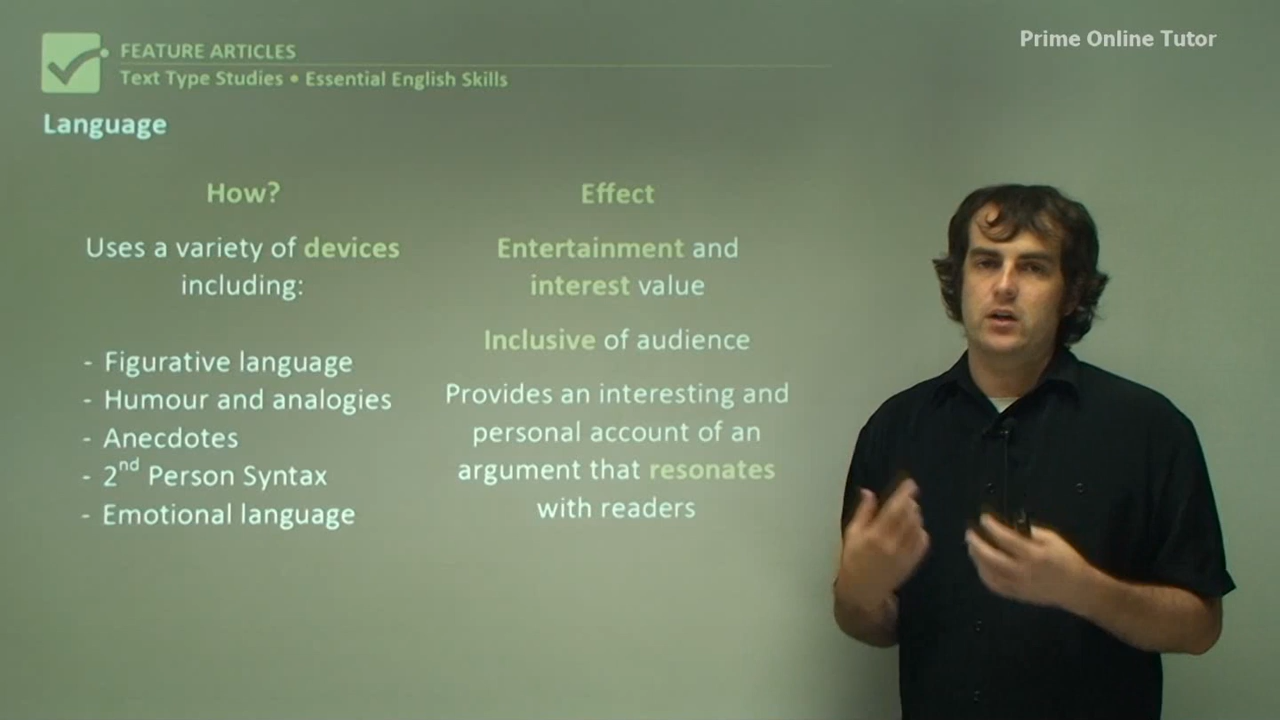 Prime Online Tutor
FEATURE ARTICLES
Text Type Studies • Essential English Skills
Language
How?
Uses a variety of devices
including:
- Figurative language
- Humour and analogies
- Anecdotes
- 2nd Person Syntax
- Emotional language
Effect
Entertainment and
interest value
Inclusive of audience
Provides an interesting and
personal account of an
argument that resonates
with readers